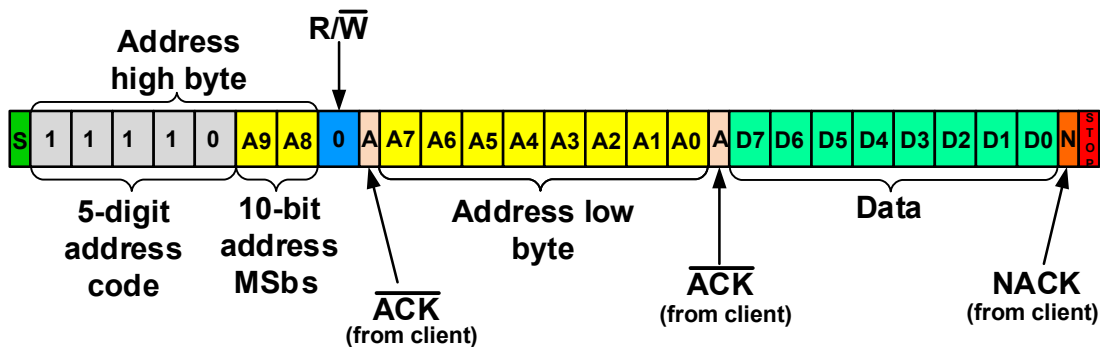 R/W
Address
high byte
S 1 1 1 1 0 A9 A8 0 A A7 A6 A5 A4 A3 A2 A1 A0 A D7 D6 D5 D4 D3 D2 D1 D0 N STOP
5-digit
address
code
10-bit
address
MSbs
Address low
byte
Data
ACK
(from client)
ACK
(from client)
NACK
(from client)